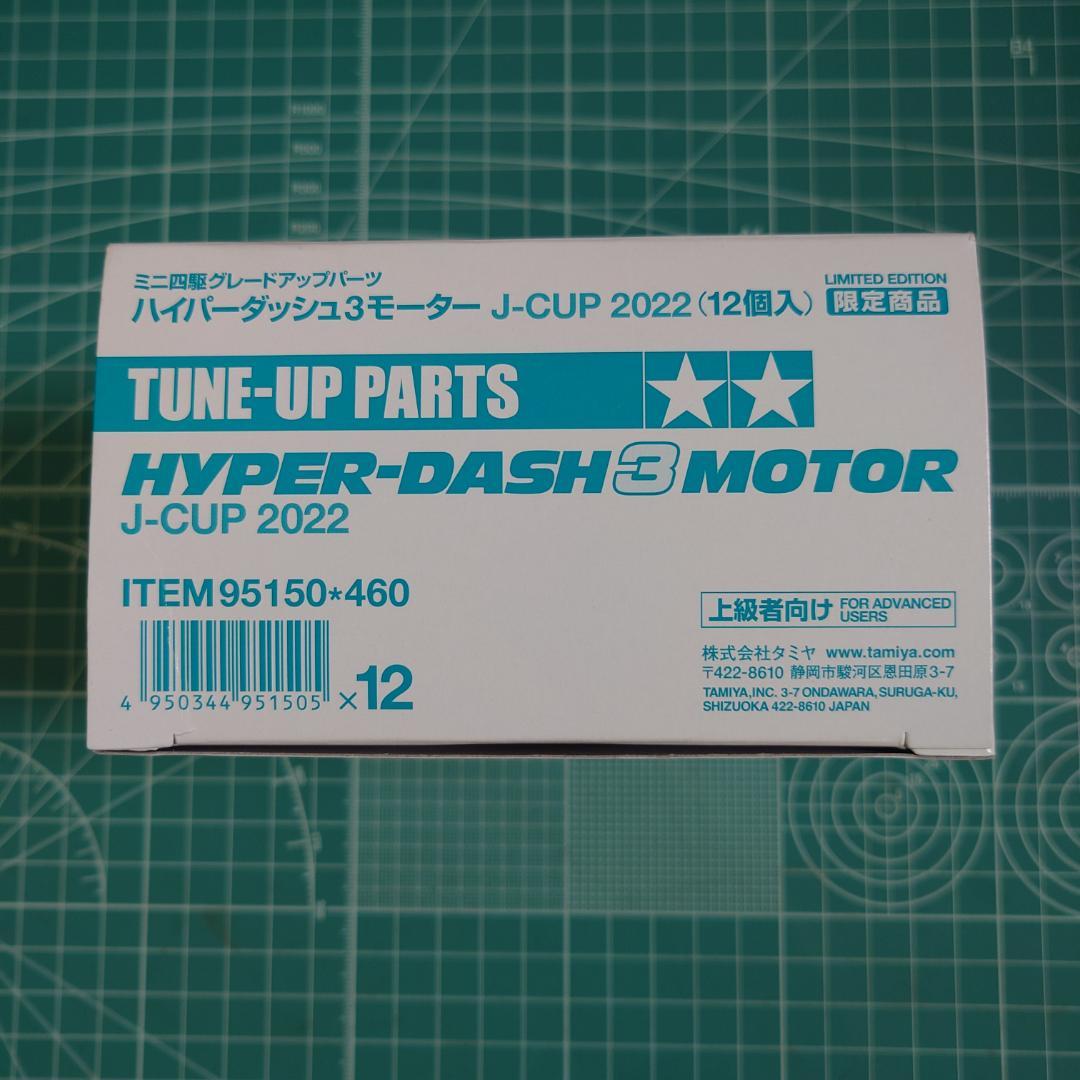 ミニ四駆グレードアップパーツ
ハイパーダッシュ3モーター J-CUP 2022(12個入)
LIMITED EDITION
限定商品
TUNE-UP PARTS
HYPER-DASH3MOTOR
J-CUP 2022
ITEM95150*460
4 950344 951505
×12
上級者向け FOR ADVANCED
USERS
株式会社タミヤ www.tamiya.com
〒422-8610 静岡市駿河区恩田原3-7
TAMIYA,INC. 3-7 ONDAWARA, SURUGA-KU,
SHIZUOKA 422-8610 JAPAN